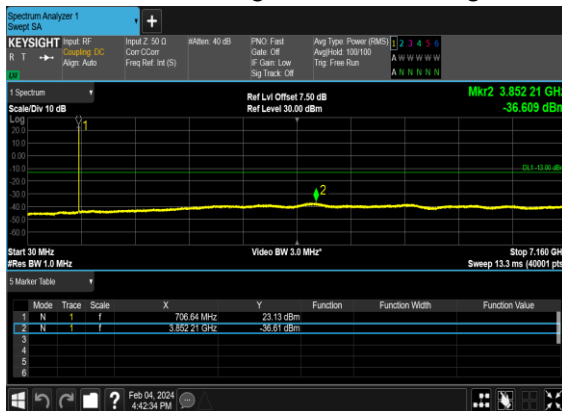 Spectrum Analyzer 1
Swept SA
+
KEYSIGHT Input: RF Input Z: 50 Ω #Atten: 40 dB PNO: Fast Avg Type: Power (RMS) 1 2 3 4 5 6
R T Coupling: DC Corr CCorr Gate: Off Avg|Hold: 100/100 A W W W W W
Align: Auto Freq Ref: Int (S) IF Gain: Low Trig: Free Run
Sig Track: Off A N N N N N
1 Spectrum
Ref Lvl Offset 7.50 dB Mkr2 3.852 21 GHz
Scale/Div 10 dB Ref Level 30.00 dBm -36.609 dBm
Log
20.0
10.0
0.00
-10.0
-20.0
-30.0
-40.0
-50.0
-60.0
1
DL1 -13.00 dB
2
Start 30 MHz Video BW 3.0 MHz* Stop 7.160 GH
#Res BW 1.0 MHz Sweep 13.3 ms (40001 pts
5 Marker Table
Mode Trace Scale X Y Function Function Width Function Value
1 N 1 f 706.64 MHz 23.13 dBm
2 N 1 f 3.852 21 GHz -36.61 dBm
3
4
5
6
? Feb 04, 2024
4:42:34 PM